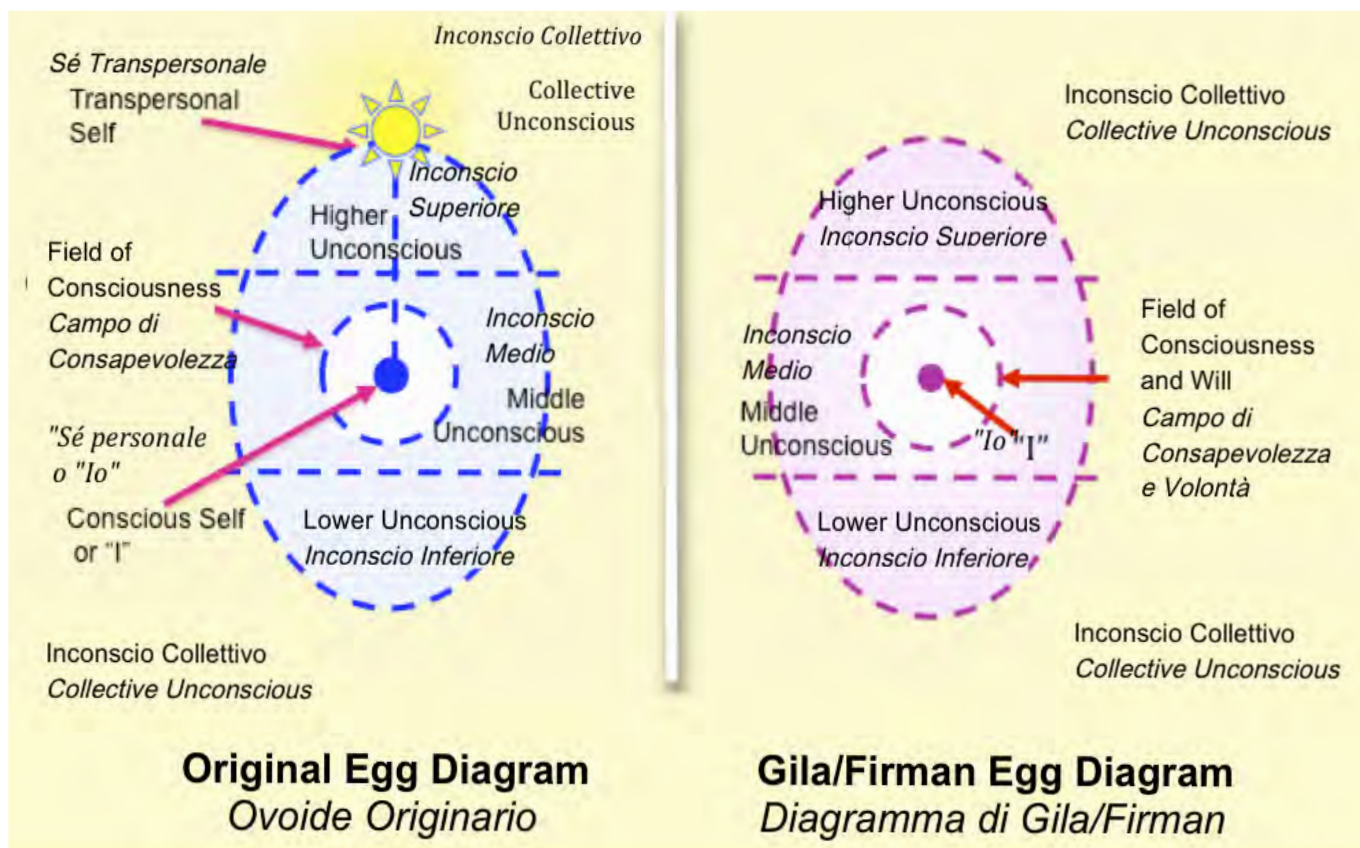 Inconscio Collettivo
Sé Transpersonale
Transpersonal
Self
Collective
Unconscious
Inconscio
Superiore
Higher
Unconscious
Field of
Consciousness
Campo di
Consapevolezza
Inconscio
Medio
Middle
Unconscious
"Sé personale
o "Io"
Conscious Self
or "I"
Lower Unconscious
Inconscio Inferiore
Inconscio Collettivo
Collective Unconscious
Original Egg Diagram
Ovoide Originario
Inconscio Collettivo
Collective Unconscious
Higher Unconscious
Inconscio Superiore
Inconscio
Medio
Middle
Unconscious
"Io"
"I"
Field of
Consciousness
and Will
Campo di
Consapevolezza
e Volontà
Lower Unconscious
Inconscio Inferiore
Inconscio Collettivo
Collective Unconscious
Gila/Firman Egg Diagram
Diagramma di Gila/Firman